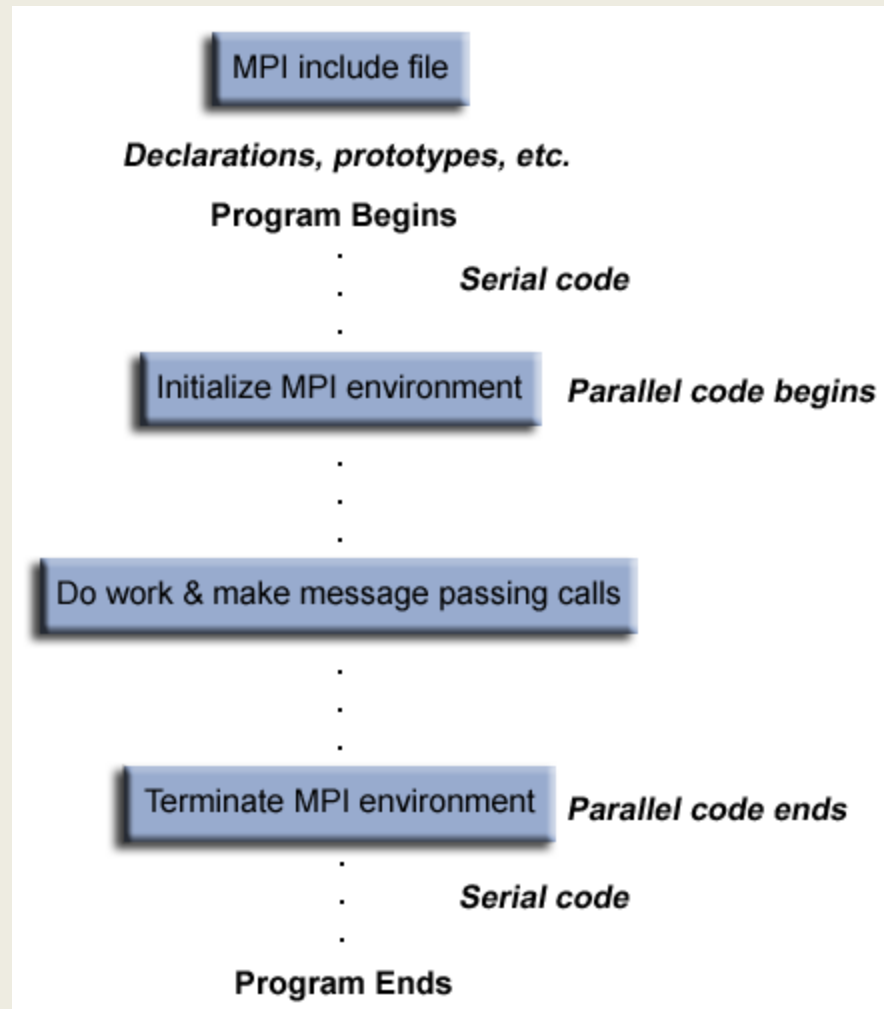 MPI include file
Declarations, prototypes, etc.
Program Begins
Serial code
Initialize MPI environment
Parallel code begins
Do work & make message passing calls
Terminate MPI environment
Parallel code ends
Serial code
Program Ends